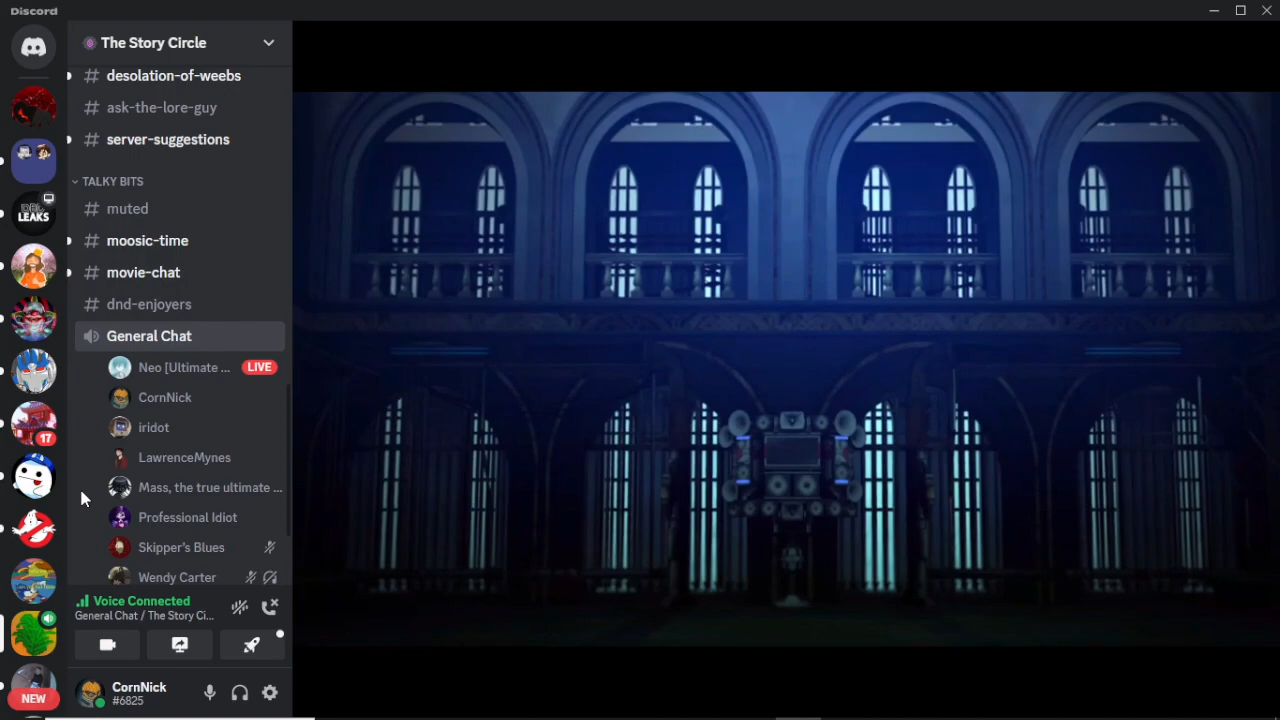 Discord
The Story Circle
desolation-of-weebs
ask-the-lore-guy
server-suggestions
TALKY BITS
muted
moosic-time
movie-chat
dnd-enjoyers
General Chat
Neo [Ultimate ... LIVE
CornNick
iridot
LawrenceMynes
Mass, the true ultimate ...
Professional Idiot
Skipper's Blues
Wendy Carter
Voice Connected
General Chat / The Story Ci...
CornNick
#6825
LEAKS
17
NEW